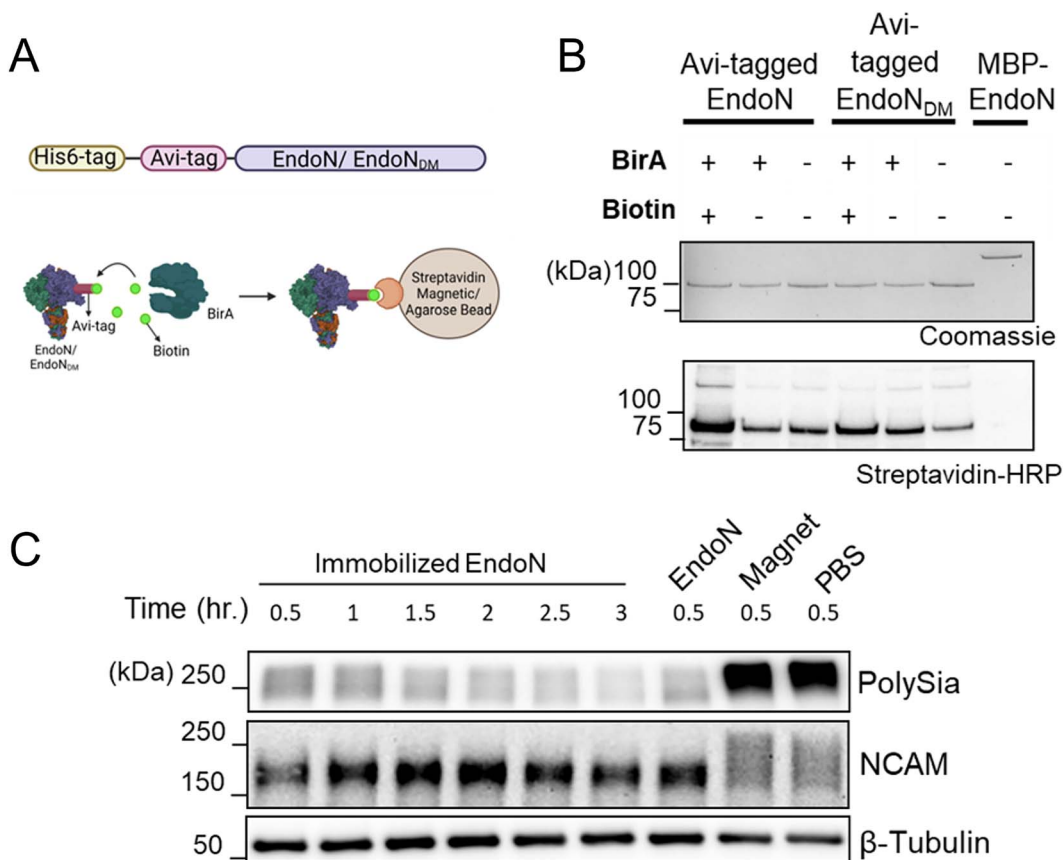 A
His6-tag
Avi-tag
EndoN/ EndoN_DM
Avi-tag
EndoN/
EndoN_DM
Biotin
BirA
Streptavidin
Magnetic/
Agarose Bead
B
Avi-tagged
EndoN
Avi-
tagged
EndoN_DM
MBP-
EndoN
BirA + + - + + - -
Biotin + - - + - - -
(kDa) 100
75
Coomassie
100
75
Streptavidin-HRP
C
Immobilized EndoN
EndoN
Magnet
PBS
Time (hr.) 0.5 1 1.5 2 2.5 3 0.5 0.5 0.5
(kDa) 250
PolySia
250
150
NCAM
50
β-Tubulin